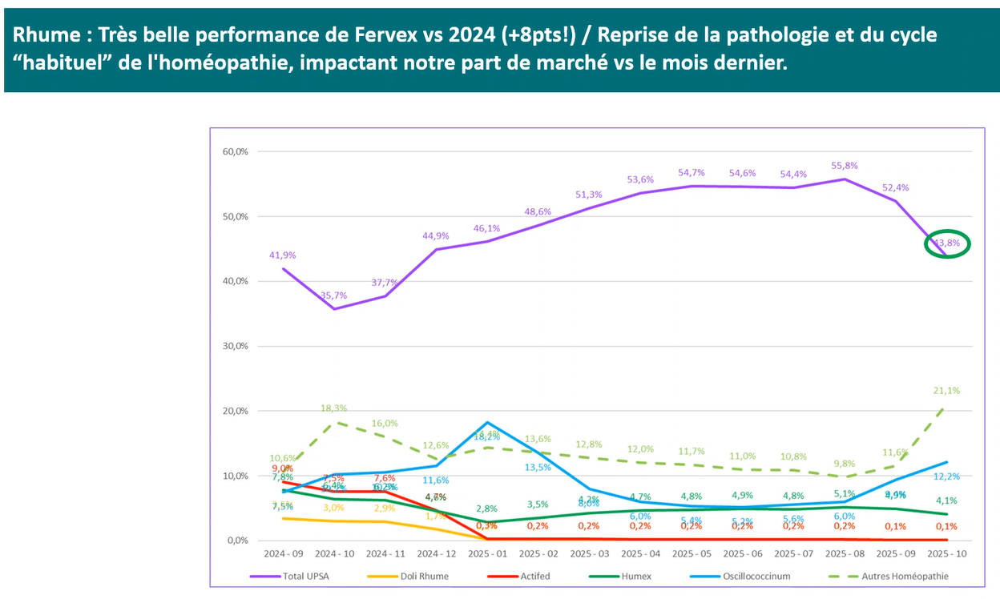 Rhume : Très belle performance de Fervex vs 2024 (+8pts!) / Reprise de la pathologie et du cycle
“habituel” de l'homéopathie, impactant notre part de marché vs le mois dernier.
60,0%
55,8%
53,6% 54,7% 54,6% 54,4%
51,3% 52,4%
50,0%
48,6%
44,9% 46,1%
43,8%
41,9%
40,0%
35,7% 37,7%
30,0%
20,0%
21,1%
18,3% 16,0%
12,6% 18,2% 13,6% 12,8% 12,0% 11,7% 11,0% 10,8% 9,8% 11,6%
10,6%
10,0%
9,0% 7,5% 7,6%
11,6% 13,5% 12,2%
7,8% 4,7% 4,8% 4,9% 4,8% 5,1% 4,1%
7,5% 3,0% 2,9% 1,7% 2,8% 3,5% 4,2%
6,0% 5,4% 5,2% 5,6% 6,0%
0,3% 0,2% 0,2% 0,2% 0,2% 0,2% 0,2% 0,2% 0,1% 0,1%
0,0%
2024 - 09 2024 - 10 2024 - 11 2024 - 12 2025 - 01 2025 - 02 2025 - 03 2025 - 04 2025 - 05 2025 - 06 2025 - 07 2025 - 08 2025 - 09 2025 - 10
Total UPSA Doli Rhume Actifed Humex Oscillococcinum Autres Homéopathie